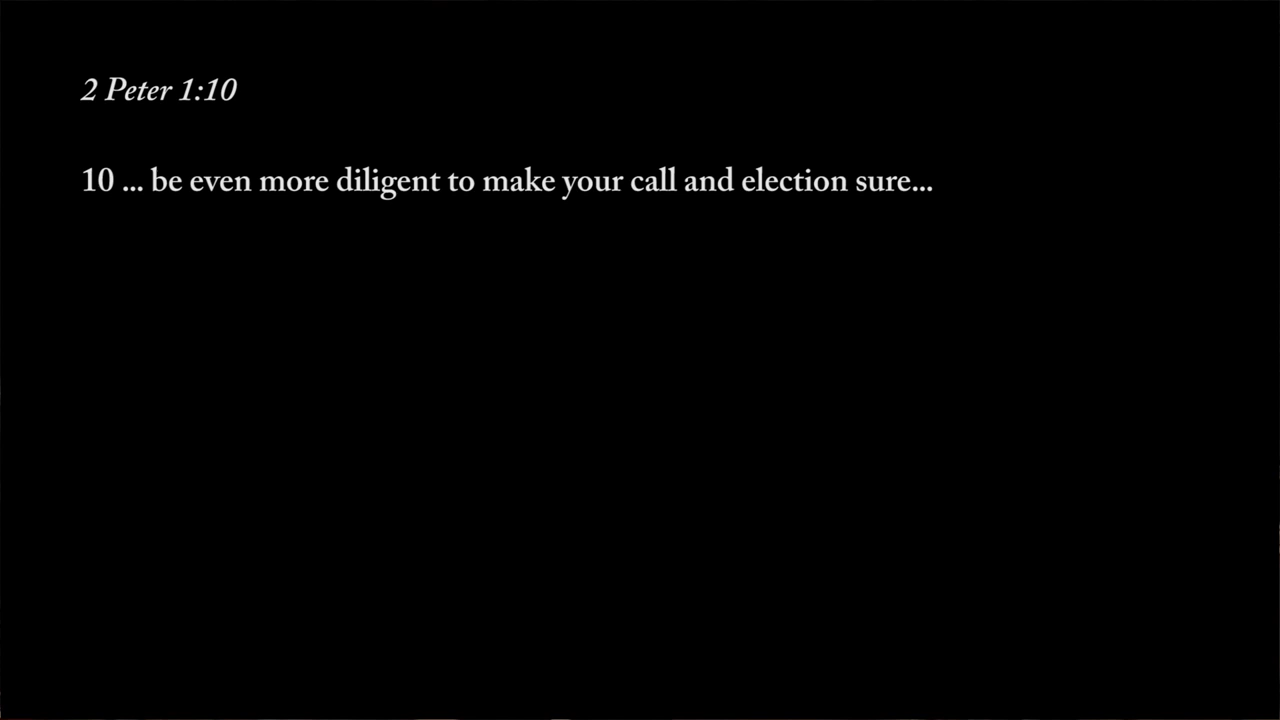 2 Peter 1:10
10 ... be even more diligent to make your call and election sure...